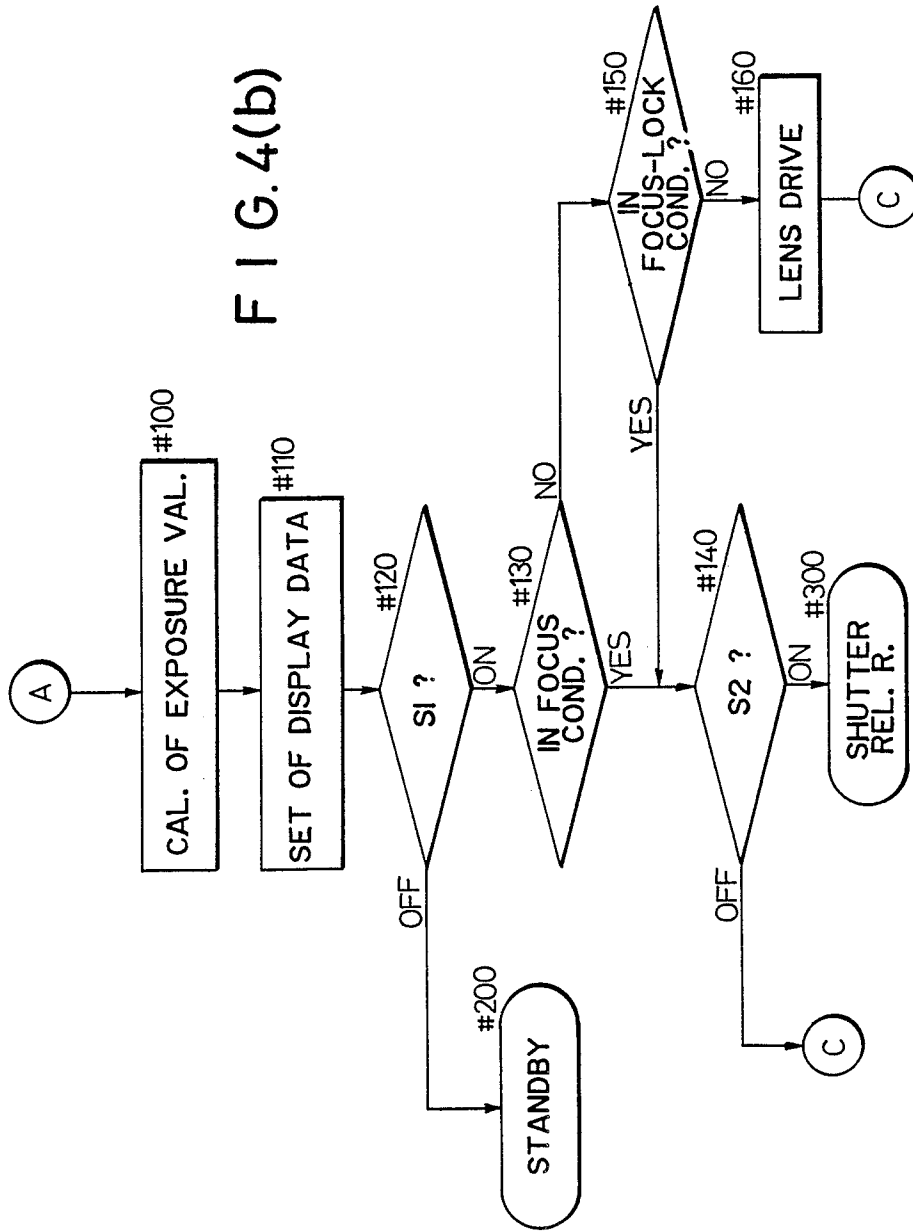 FIG.4(b)
A
CAL. OF EXPOSURE VAL.
#100
SET OF DISPLAY DATA
#110
S1 ?
#120
OFF
ON
STANDBY
#200
IN FOCUS
COND. ?
#130
NO
YES
IN
FOCUS-LOCK
COND. ?
#150
YES
NO
LENS DRIVE
#160
C
S2 ?
#140
OFF
ON
C
SHUTTER
REL. R.
#300